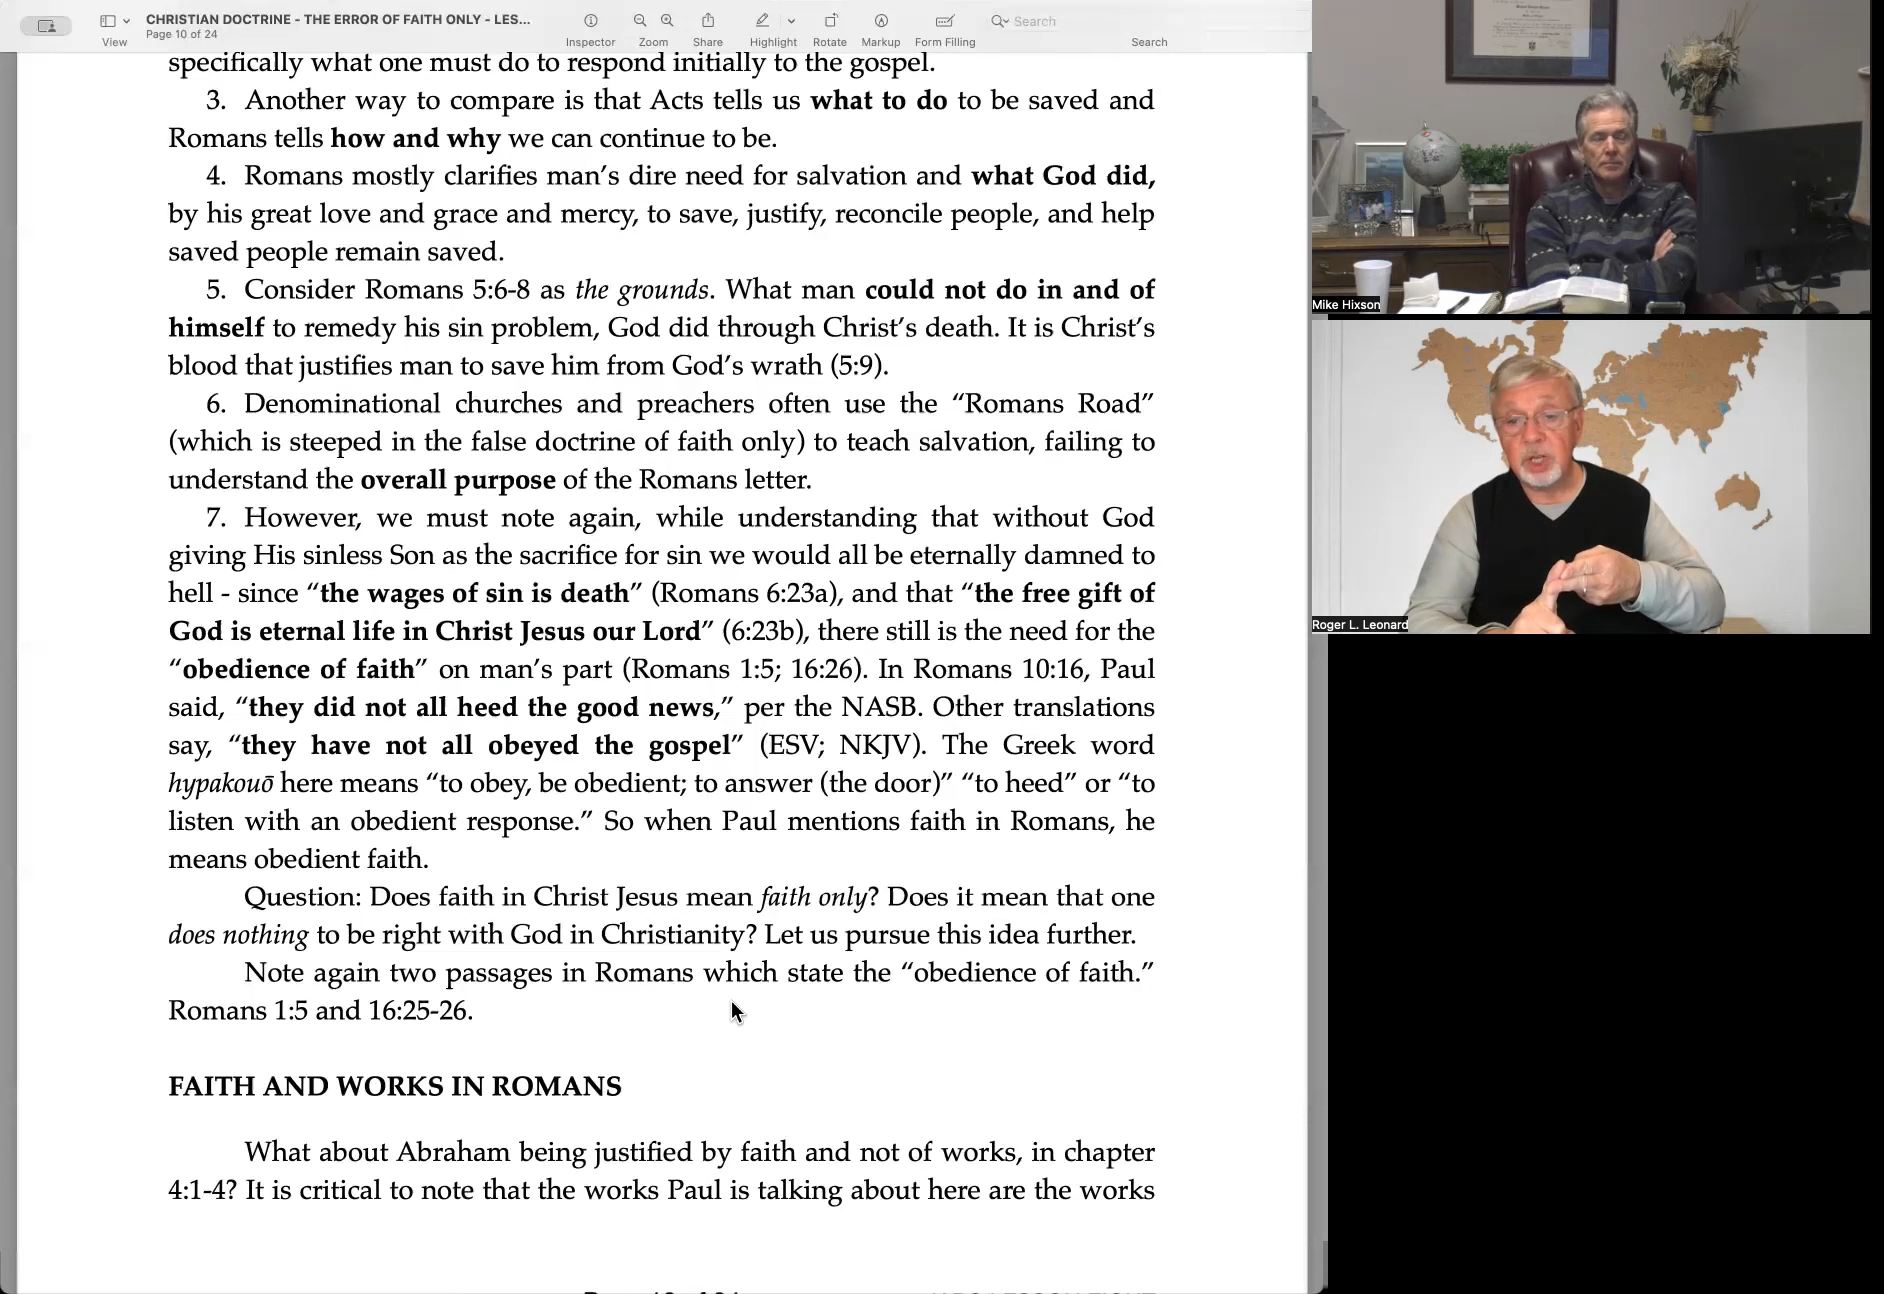 CHRISTIAN DOCTRINE - THE ERROR OF FAITH ONLY - LES...
Page 10 of 24
View
Inspector
Zoom
Share
Highlight
Rotate
Markup
Form Filling
Search
Search
specifically what one must do to respond initially to the gospel.
3. Another way to compare is that Acts tells us what to do to be saved and
Romans tells how and why we can continue to be.
4. Romans mostly clarifies man’s dire need for salvation and what God did,
by his great love and grace and mercy, to save, justify, reconcile people, and help
saved people remain saved.
5. Consider Romans 5:6-8 as the grounds. What man could not do in and of
himself to remedy his sin problem, God did through Christ’s death. It is Christ’s
blood that justifies man to save him from God’s wrath (5:9).
6. Denominational churches and preachers often use the “Romans Road”
(which is steeped in the false doctrine of faith only) to teach salvation, failing to
understand the overall purpose of the Romans letter.
7. However, we must note again, while understanding that without God
giving His sinless Son as the sacrifice for sin we would all be eternally damned to
hell - since “the wages of sin is death” (Romans 6:23a), and that “the free gift of
God is eternal life in Christ Jesus our Lord” (6:23b), there still is the need for the
“obedience of faith” on man’s part (Romans 1:5; 16:26). In Romans 10:16, Paul
said, “they did not all heed the good news,” per the NASB. Other translations
say, “they have not all obeyed the gospel” (ESV; NKJV). The Greek word
hypakouō here means “to obey, be obedient; to answer (the door)” “to heed” or “to
listen with an obedient response.” So when Paul mentions faith in Romans, he
means obedient faith.
Question: Does faith in Christ Jesus mean faith only? Does it mean that one
does nothing to be right with God in Christianity? Let us pursue this idea further.
Note again two passages in Romans which state the “obedience of faith.”
Romans 1:5 and 16:25-26.
FAITH AND WORKS IN ROMANS
What about Abraham being justified by faith and not of works, in chapter
4:1-4? It is critical to note that the works Paul is talking about here are the works
Mike Hixson
Roger L. Leonard